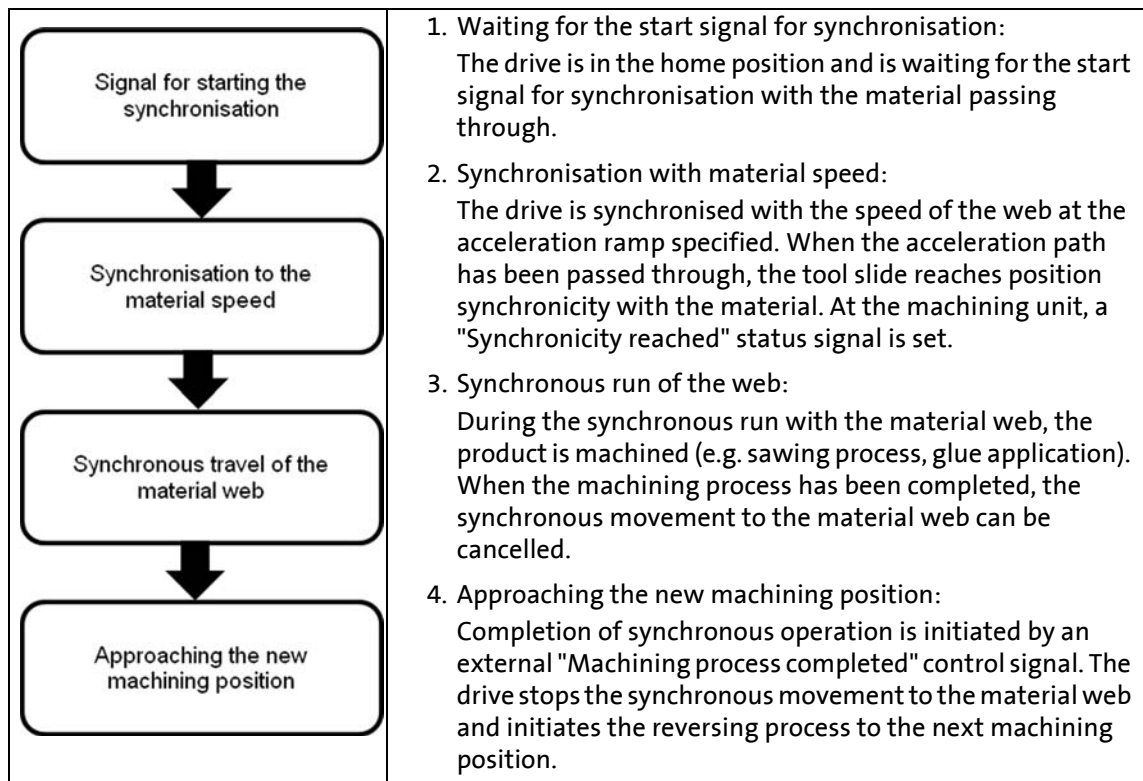 Signal for starting the
synchronisation
Synchronisation to the
material speed
Synchronous travel of the
material web
Approaching the new
machining position
1. Waiting for the start signal for synchronisation:
The drive is in the home position and is waiting for the start
signal for synchronisation with the material passing
through.
2. Synchronisation with material speed:
The drive is synchronised with the speed of the web at the
acceleration ramp specified. When the acceleration path
has been passed through, the tool slide reaches position
synchronicity with the material. At the machining unit, a
"Synchronicity reached" status signal is set.
3. Synchronous run of the web:
During the synchronous run with the material web, the
product is machined (e.g. sawing process, glue application).
When the machining process has been completed, the
synchronous movement to the material web can be
cancelled.
4. Approaching the new machining position:
Completion of synchronous operation is initiated by an
external "Machining process completed" control signal. The
drive stops the synchronous movement to the material web
and initiates the reversing process to the next machining
position.